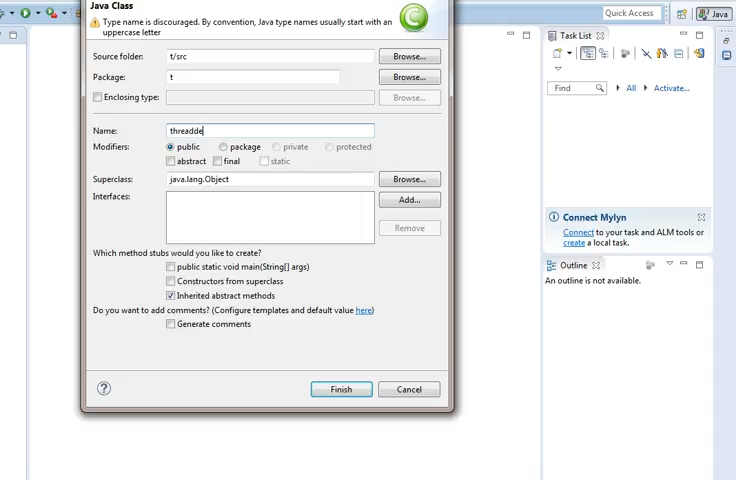 Java Class
Type name is discouraged. By convention, Java type names usually start with an
uppercase letter
Source folder: t/src Browse...
Package: t Browse...
Enclosing type: Browse...
Name: threadde
Modifiers: public package private protected
abstract final static
Superclass: java.lang.Object Browse...
Interfaces: Add...
Remove
Which method stubs would you like to create?
public static void main(String[] args)
Constructors from superclass
Inherited abstract methods
Do you want to add comments? (Configure templates and default value here)
Generate comments
? Finish Cancel
Quick Access Java
Task List
Find All Activate...
Connect Mylyn
Connect to your task and ALM tools or
create a local task.
Outline
An outline is not available.